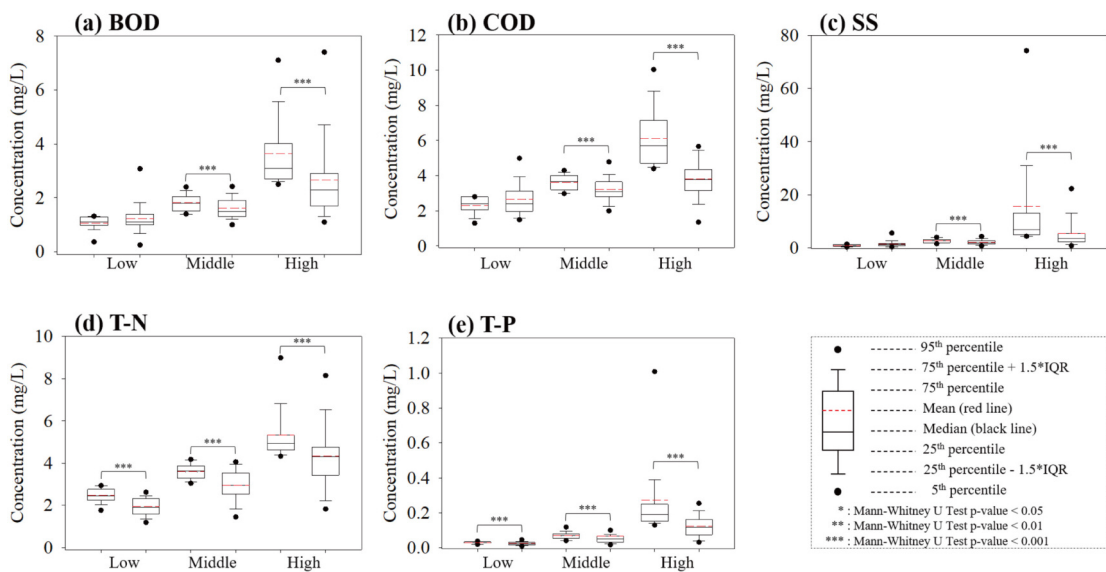 (a) BOD
Concentration (mg/L)
8
6
4
2
0
***
***
Low Middle High
(b) COD
Concentration (mg/L)
12
10
8
6
4
2
0
***
***
Low Middle High
(c) SS
Concentration (mg/L)
80
60
40
20
0
***
***
Low Middle High
(d) T-N
Concentration (mg/L)
10
8
6
4
2
0
***
***
***
Low Middle High
(e) T-P
Concentration (mg/L)
1.2
1.0
0.8
0.6
0.4
0.2
0.0
***
***
***
Low Middle High
95th percentile
75th percentile + 1.5*IQR
75th percentile
Mean (red line)
Median (black line)
25th percentile
25th percentile - 1.5*IQR
5th percentile
* : Mann-Whitney U Test p-value < 0.05
** : Mann-Whitney U Test p-value < 0.01
*** : Mann-Whitney U Test p-value < 0.001